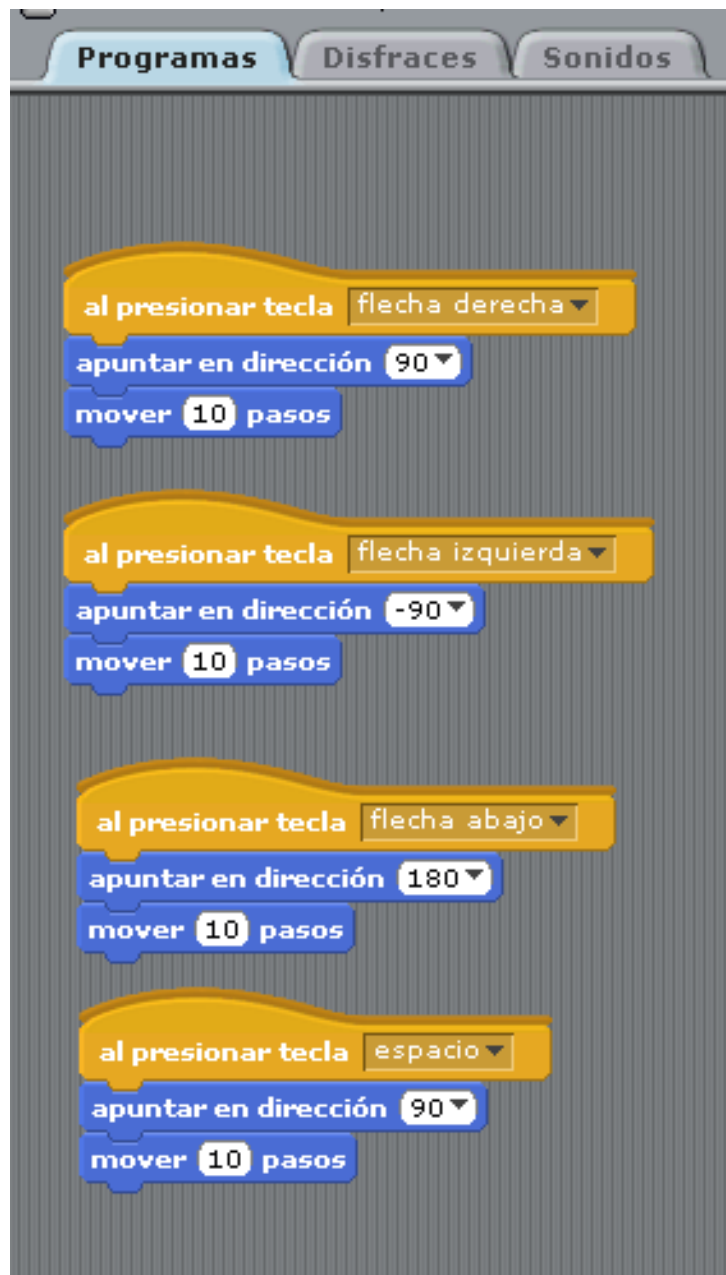 Programas Disfraces Sonidos
al presionar tecla flecha derecha
apuntar en dirección 90
mover 10 pasos
al presionar tecla flecha izquierda
apuntar en dirección -90
mover 10 pasos
al presionar tecla flecha abajo
apuntar en dirección 180
mover 10 pasos
al presionar tecla espacio
apuntar en dirección 90
mover 10 pasos